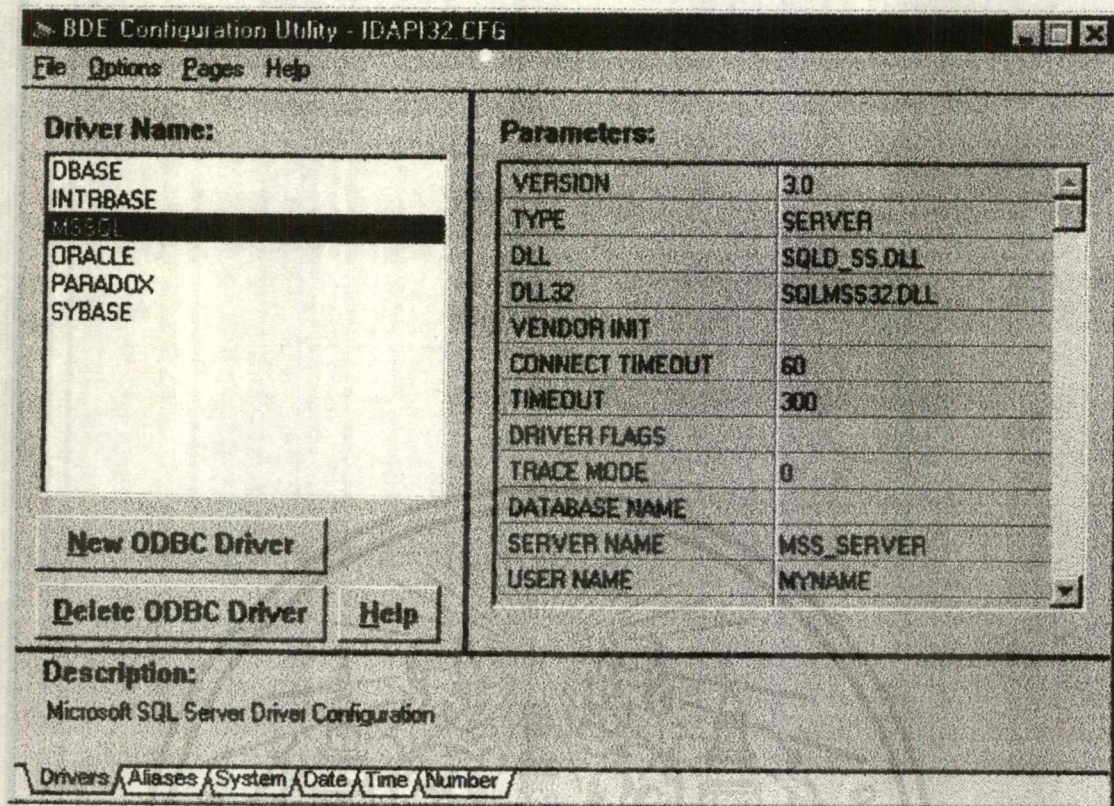 BDE Configuration Utility - IDAPI32.CFG
File Options Pages Help
Driver Name:
DBASE
INTRBASE
MSSQL
ORACLE
PARADOX
SYBASE
New ODBC Driver
Delete ODBC Driver Help
Parameters:
VERSION 3.0
TYPE SERVER
DLL SQLD_SS.DLL
DLL32 SQLMSS32.DLL
VENDOR INIT
CONNECT TIMEOUT 60
TIMEOUT 300
DRIVER FLAGS
TRACE MODE 0
DATABASE NAME
SERVER NAME MSS_SERVER
USER NAME MYNAME
Description:
Microsoft SQL Server Driver Configuration
Drivers Aliases System Date Time Number